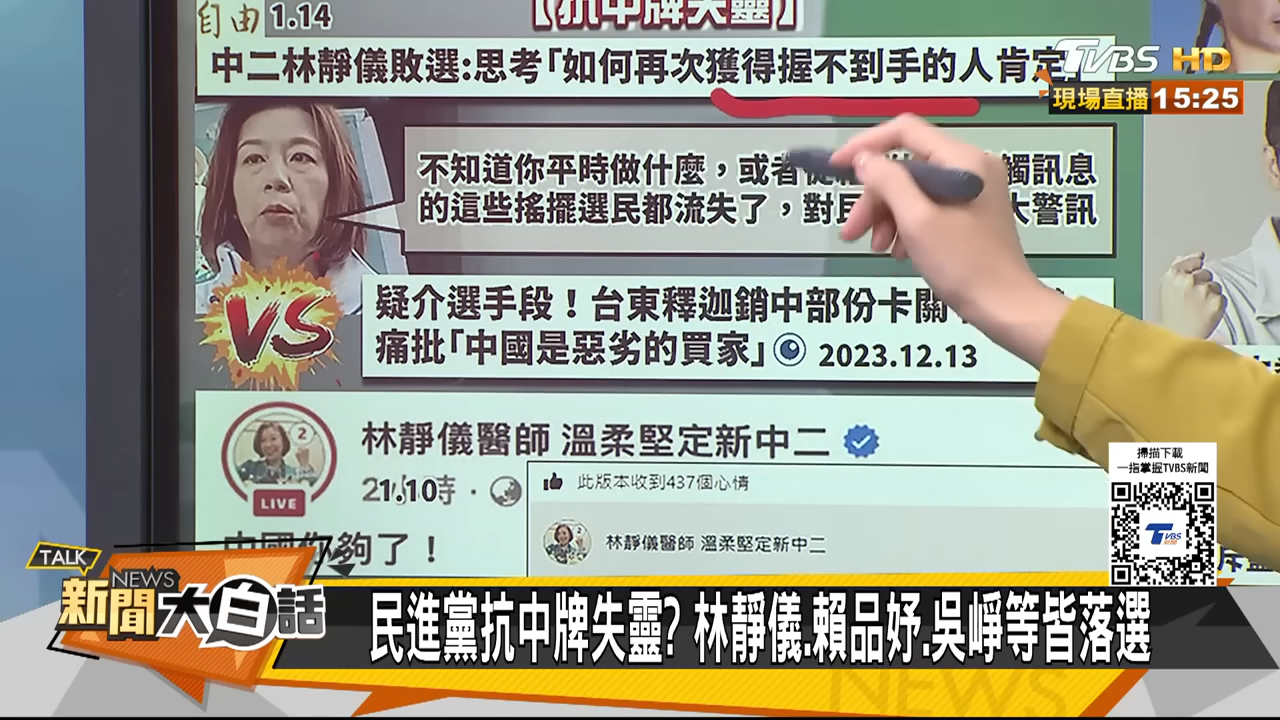 自由 1.14
【抗中牌失靈】
中二林靜儀敗選:思考「如何再次獲得握不到手的人肯定
TVBS HD
現場直播 15:25
不知道你平時做什麼，或者
觸訊息
的這些搖擺選民都流失了，對民
大警訊
VS
疑介選手段！台東釋迦銷中部份卡關
痛批「中國是惡劣的買家」 2023.12.13
林靜儀醫師 溫柔堅定新中二
1.10
LIVE
此版本收到437個心情
林靜儀醫師 溫柔堅定新中二
夠了！
掃描下載
一指掌握TVBS新聞
TVBS
TALK
NEWS
新聞大白話
民進黨抗中牌失靈? 林靜儀.賴品妤.吳崢等皆落選
NEWS